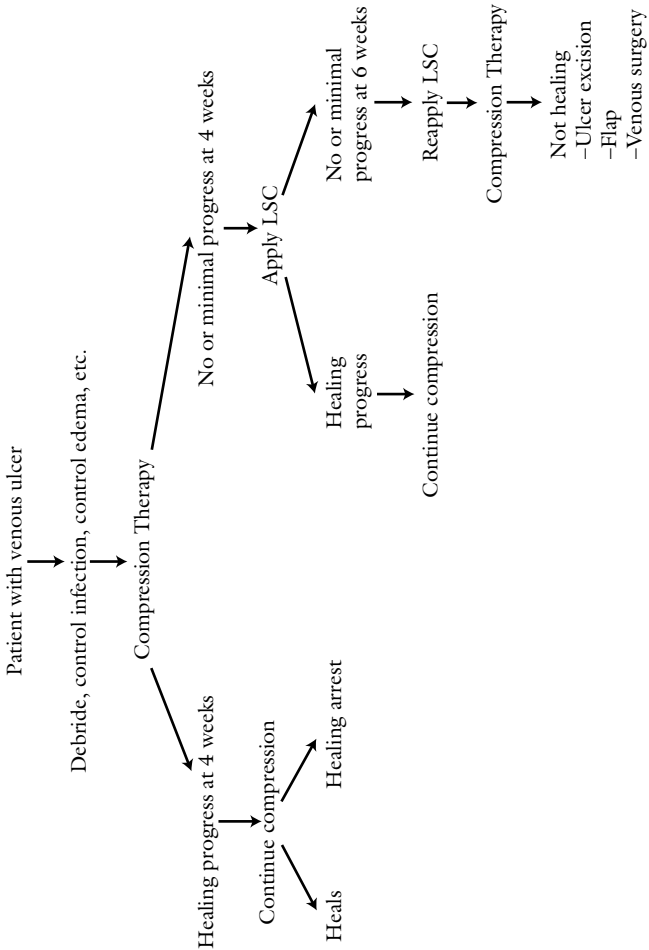 Patient with venous ulcer
Debride, control infection, control edema, etc.
Compression Therapy
Healing progress at 4 weeks
No or minimal progress at 4 weeks
Continue compression
Apply LSC
Heals
Healing arrest
Healing
progress
No or minimal
progress at 6 weeks
Continue compression
Reapply LSC
Compression Therapy
Not healing
–Ulcer excision
–Flap
–Venous surgery